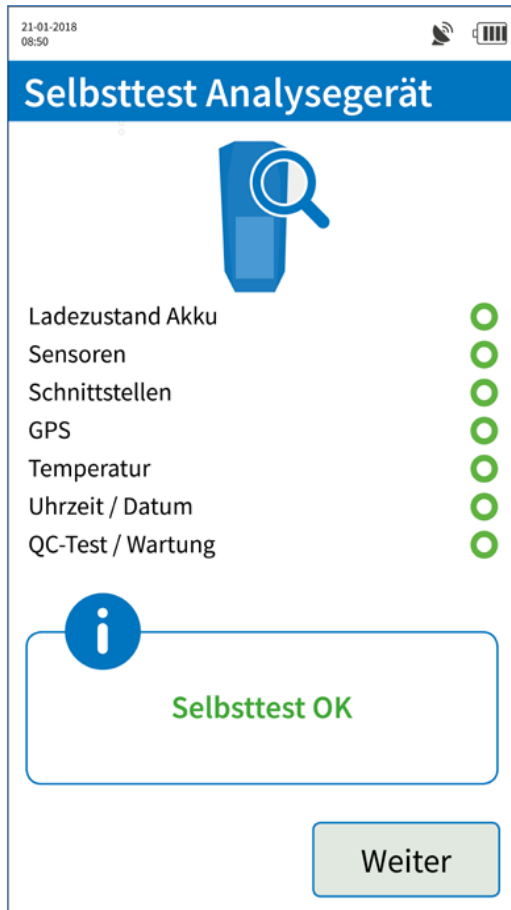 21-01-2018
08:50
Selbsttest Analysegerät
Ladezustand Akku
Sensoren
Schnittstellen
GPS
Temperatur
Uhrzeit / Datum
QC-Test / Wartung
i
Selbsttest OK
Weiter